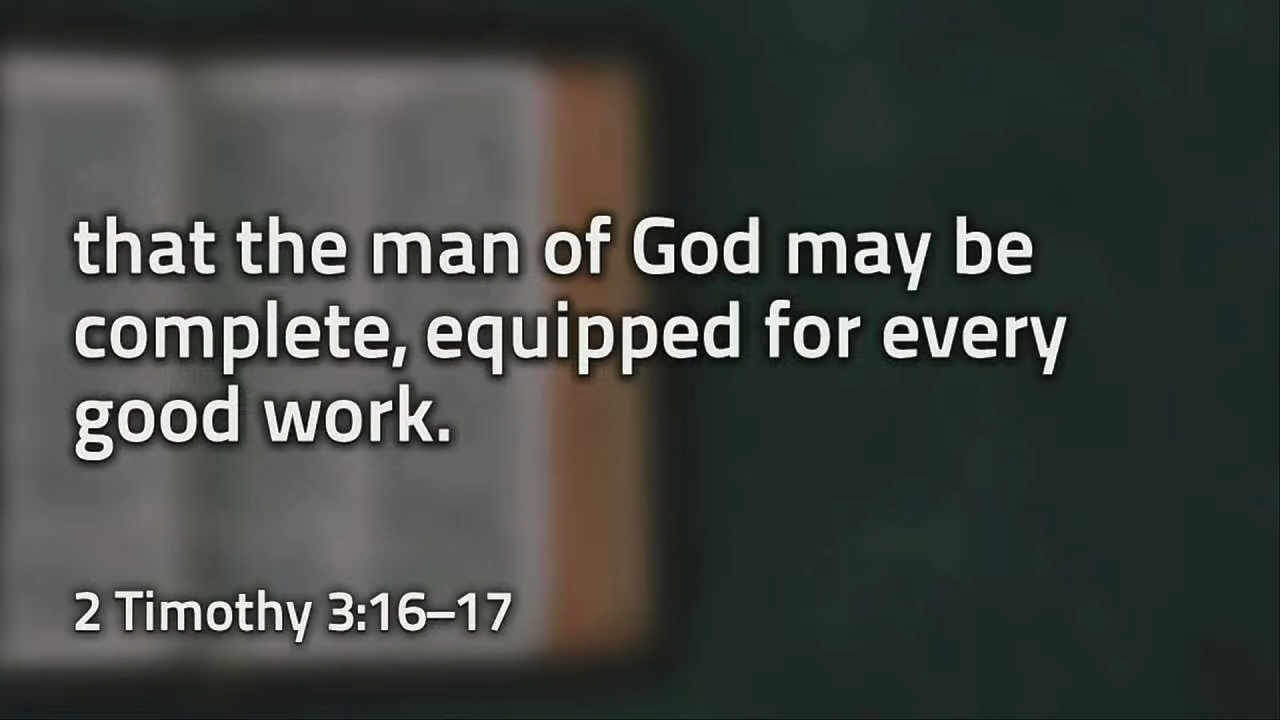 that the man of God may be
complete, equipped for every
good work.
2 Timothy 3:16–17